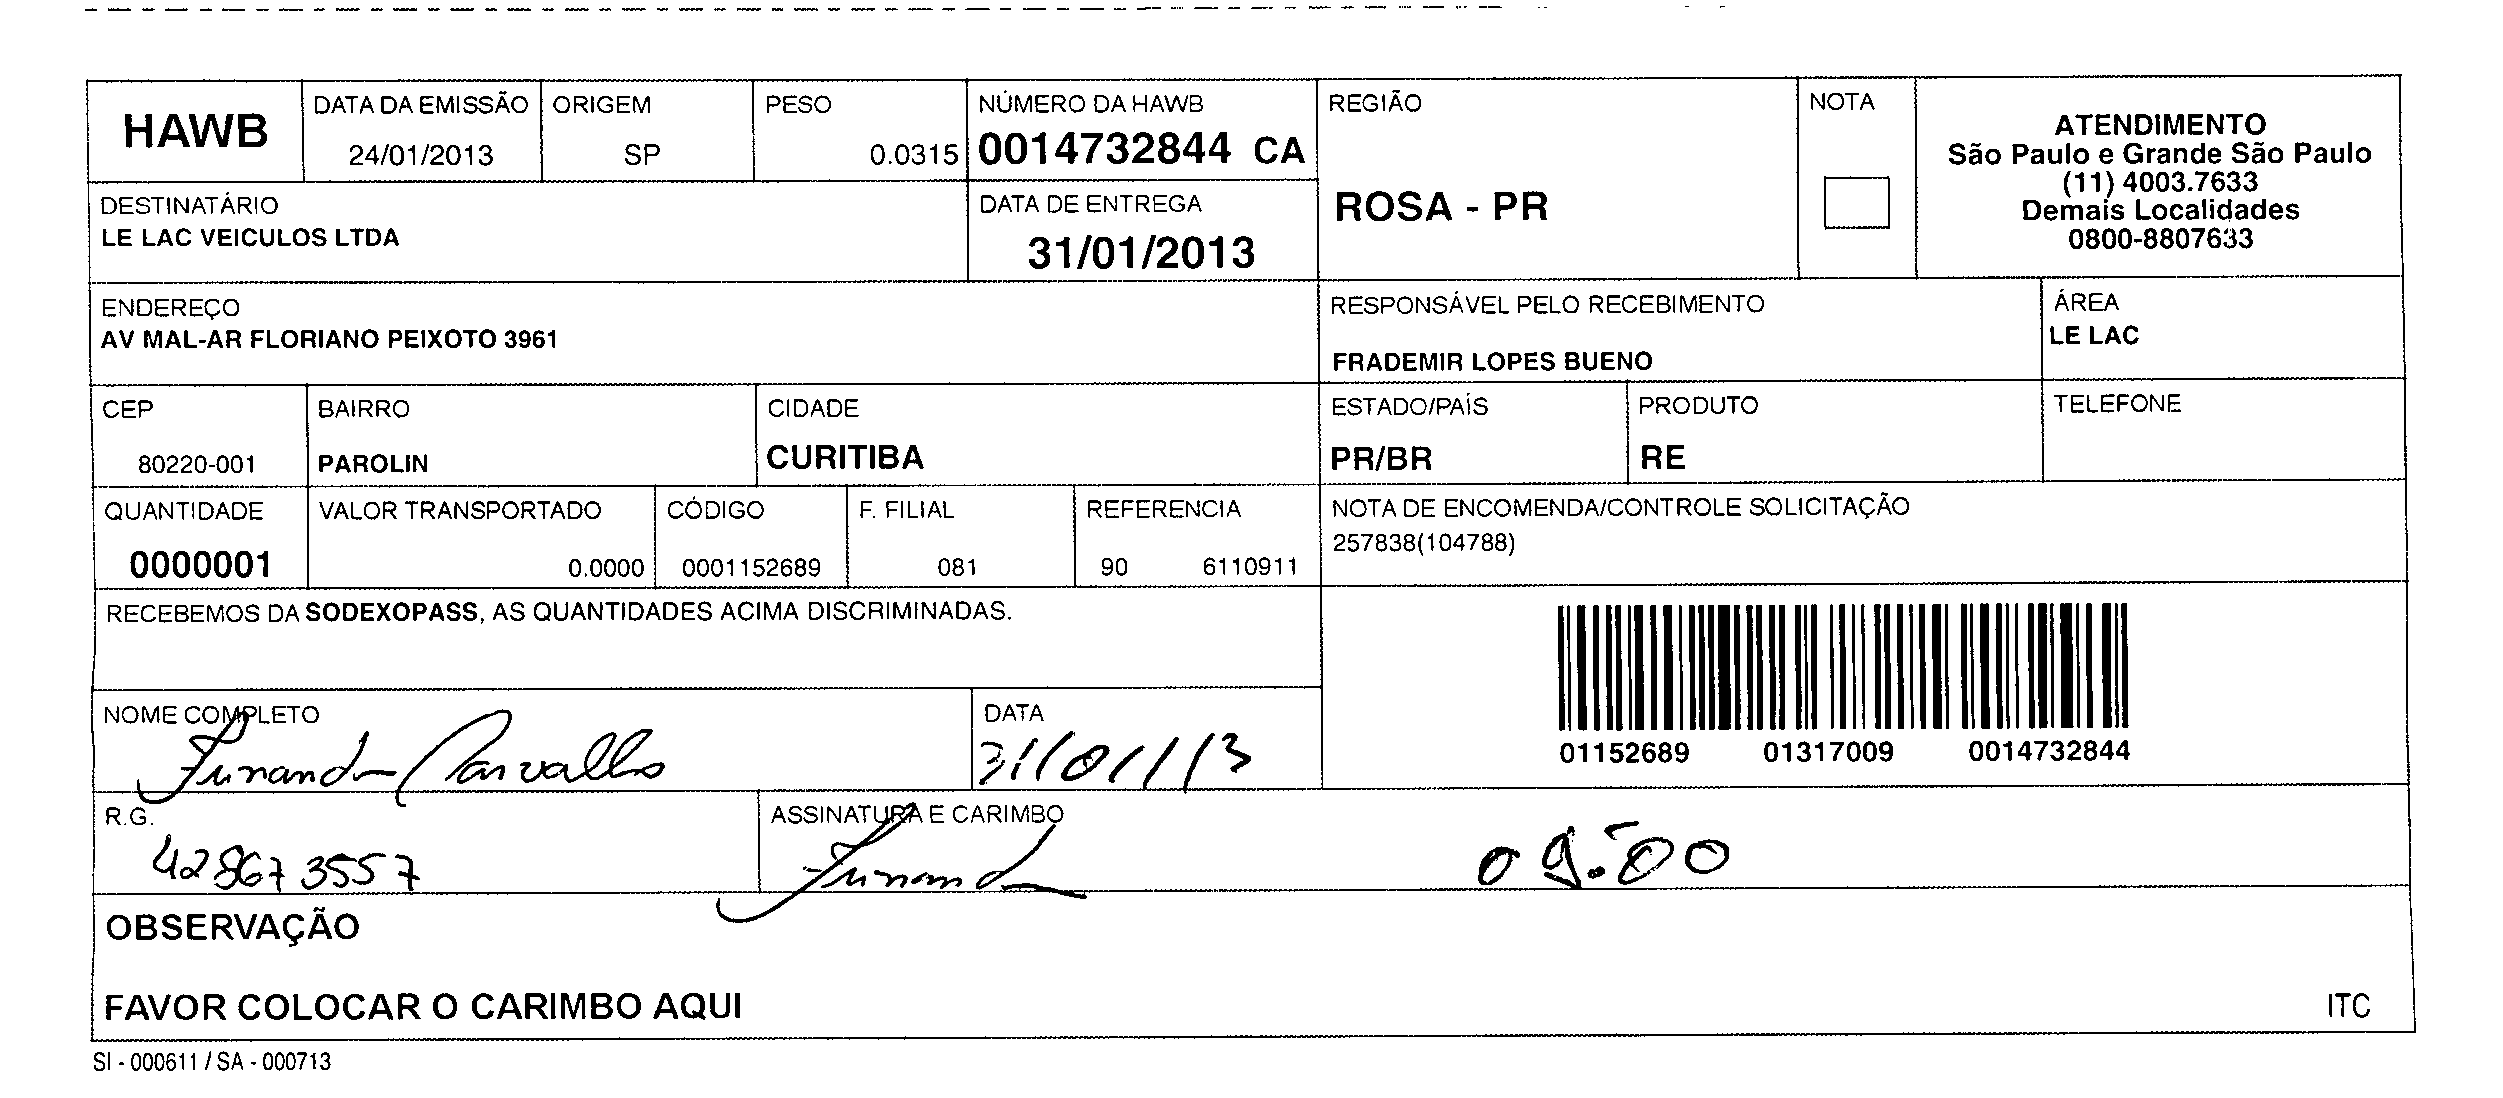 HAWB
DATA DA EMISSÃO
24/01/2013
ORIGEM
SP
PESO
0.0315
NÚMERO DA HAWB
0014732844 CA
REGIÃO
ROSA - PR
NOTA
ATENDIMENTO
São Paulo e Grande São Paulo
(11) 4003.7633
Demais Localidades
0800-8807633
DESTINATÁRIO
LE LAC VEICULOS LTDA
DATA DE ENTREGA
31/01/2013
ENDEREÇO
AV MAL-AR FLORIANO PEIXOTO 3961
RESPONSÁVEL PELO RECEBIMENTO
FRADEMIR LOPES BUENO
ÁREA
LE LAC
CEP
80220-001
BAIRRO
PAROLIN
CIDADE
CURITIBA
ESTADO/PAÍS
PR/BR
PRODUTO
RE
TELEFONE
QUANTIDADE
0000001
VALOR TRANSPORTADO
0.0000
CÓDIGO
0001152689
F. FILIAL
081
REFERENCIA
90 6110911
NOTA DE ENCOMENDA/CONTROLE SOLICITAÇÃO
257838(104788)
RECEBEMOS DA SODEXOPASS, AS QUANTIDADES ACIMA DISCRIMINADAS.
01152689 01317009 0014732844
NOME COMPLETO
Carvalho
DATA
31/01/13
R.G.
428673557
ASSINATURA E CARIMBO
09:00
OBSERVAÇÃO
FAVOR COLOCAR O CARIMBO AQUI
ITC
SI - 000611 / SA - 000713